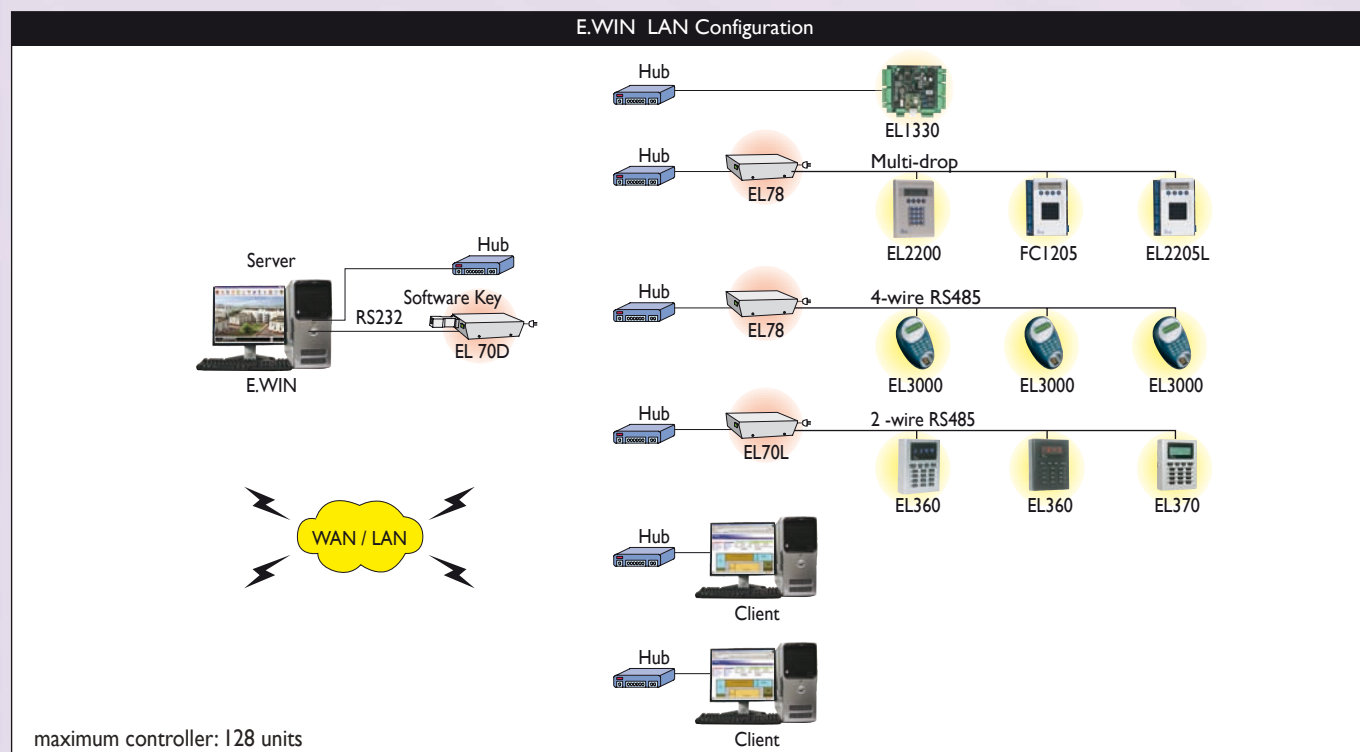 E.WIN LAN Configuration
Hub
EL1330
Hub
EL78
Multi-drop
EL2200
FC1205
EL2205L
Server
Hub
RS232
Software Key
EL 70D
E.WIN
Hub
EL78
4-wire RS485
EL3000
EL3000
EL3000
Hub
EL70L
2 -wire RS485
EL360
EL360
EL370
WAN / LAN
Hub
Client
Hub
Client
maximum controller: 128 units